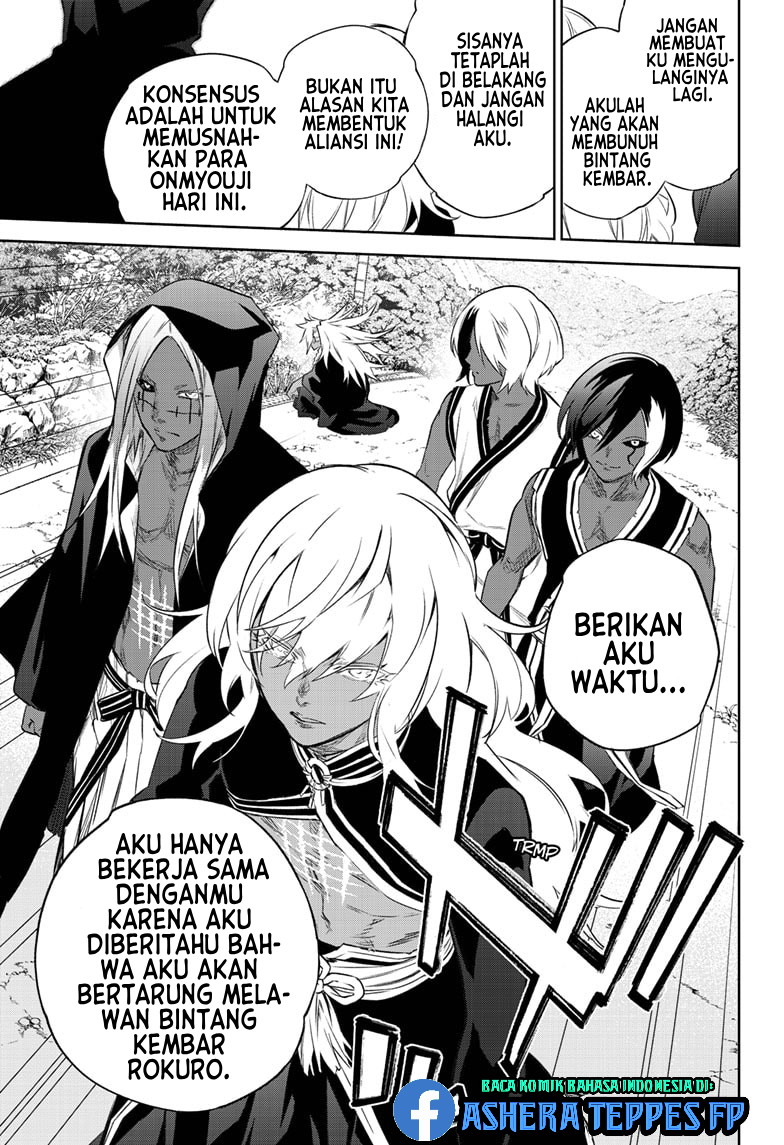 JANGAN
MEMBUAT
KU MENGU-
LANGINYA
LAGI.
AKULAH
YANG AKAN
MEMBUNUH
BINTANG
KEMBAR.
SISANYA
TETAPLAH
DI BELAKANG
DAN JANGAN
HALANGI
AKU.
BUKAN ITU
ALASAN KITA
MEMBENTUK
ALIANSI INI!
KONSENSUS
ADALAH UNTUK
MEMUSNAH-
KAN PARA
ONMYOUJI
HARI INI.
BERIKAN
AKU
WAKTU...
TRMP
AKU HANYA
BEKERJA SAMA
DENGANMU
KARENA AKU
DIBERITAHU BAH-
WA AKU AKAN
BERTARUNG MELA-
WAN BINTANG
KEMBAR
ROKURO.
BACA KOMIK BAHASA INDONESIA DI:
f ASHERA TEPPES FP